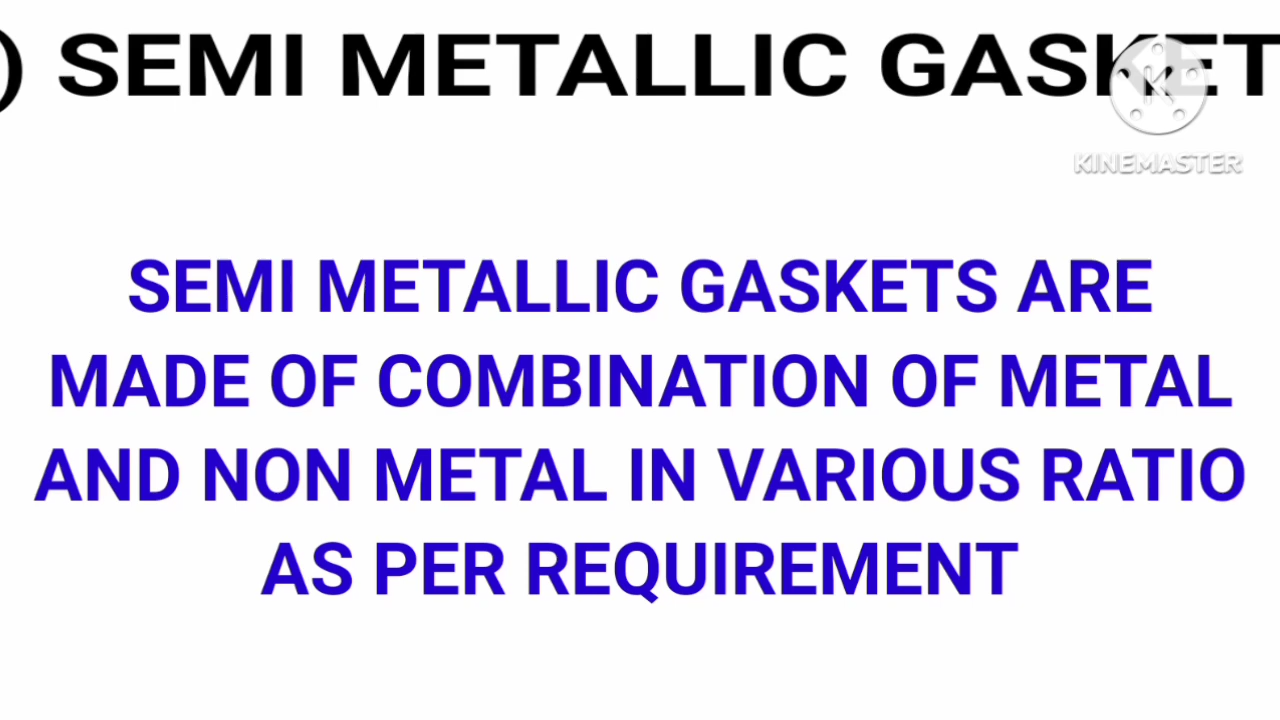 ) SEMI METALLIC GASKET
KINEMASTER
SEMI METALLIC GASKETS ARE
MADE OF COMBINATION OF METAL
AND NON METAL IN VARIOUS RATIO
AS PER REQUIREMENT